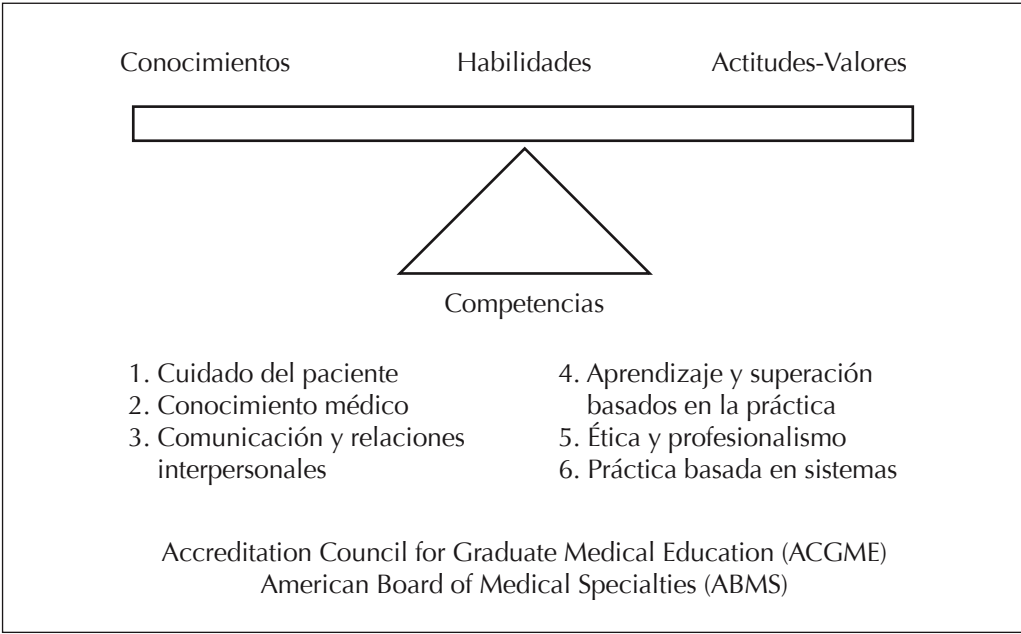 Conocimientos Habilidades Actitudes-Valores
Competencias
1. Cuidado del paciente
2. Conocimiento médico
3. Comunicación y relaciones
interpersonales
4. Aprendizaje y superación
basados en la práctica
5. Ética y profesionalismo
6. Práctica basada en sistemas
Accreditation Council for Graduate Medical Education (ACGME)
American Board of Medical Specialties (ABMS)